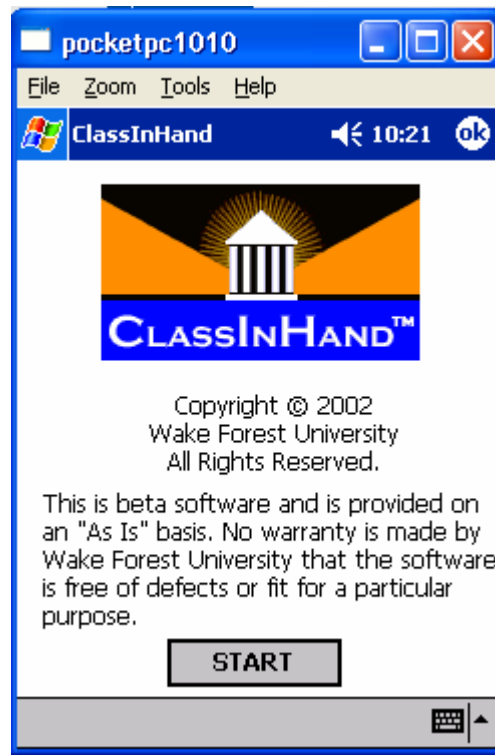 pocketpc1010
File Zoom Tools Help
ClassInHand 10:21 ok
CLASSINHAND™
Copyright © 2002
Wake Forest University
All Rights Reserved.
This is beta software and is provided on
an "As Is" basis. No warranty is made by
Wake Forest University that the software
is free of defects or fit for a particular
purpose.
START